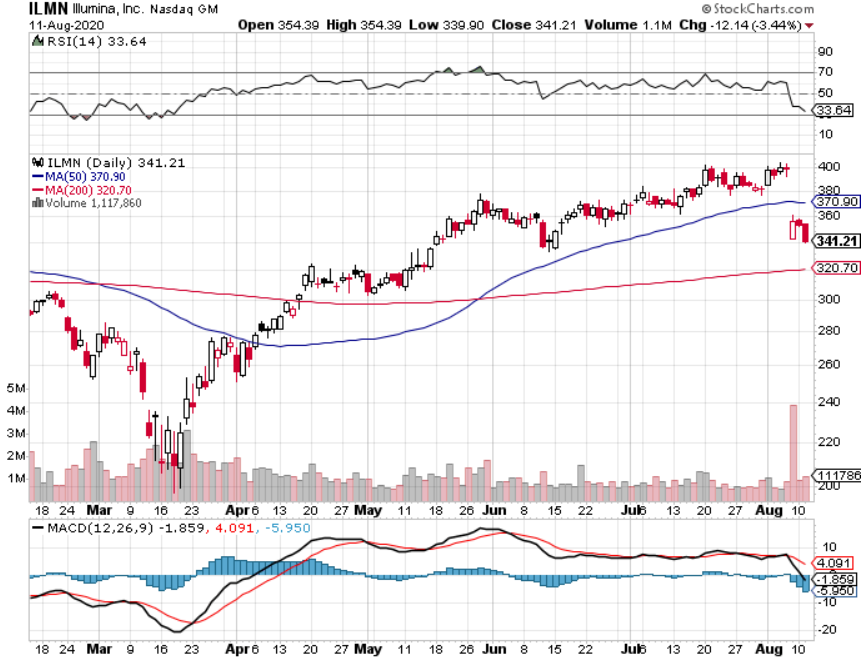 ILMN Illumina, Inc. Nasdaq GM © StockCharts.com
11-Aug-2020 Open 354.39 High 354.39 Low 339.90 Close 341.21 Volume 1.1M Chg -12.14 (-3.44%)
RSI(14) 33.64
90
70
50
33.64
30
10
ILMN (Daily) 341.21
MA(50) 370.90
MA(200) 320.70
Volume 1,117,860
400
380
370.90
360
341.21
320.70
300
280
260
240
220
200
5M
4M
3M
2M
1M
1117860
18 24 Mar 9 16 23 Apr 6 13 20 27 May 11 18 26 Jun 8 15 22 Jul 6 13 20 27 Aug 10
MACD(12,26,9) -1.859, 4.091, -5.950
10
4.091
-1.859
-5.950
-10
-20
18 24 Mar 9 16 23 Apr 6 13 20 27 May 11 18 26 Jun 8 15 22 Jul 6 13 20 27 Aug 10